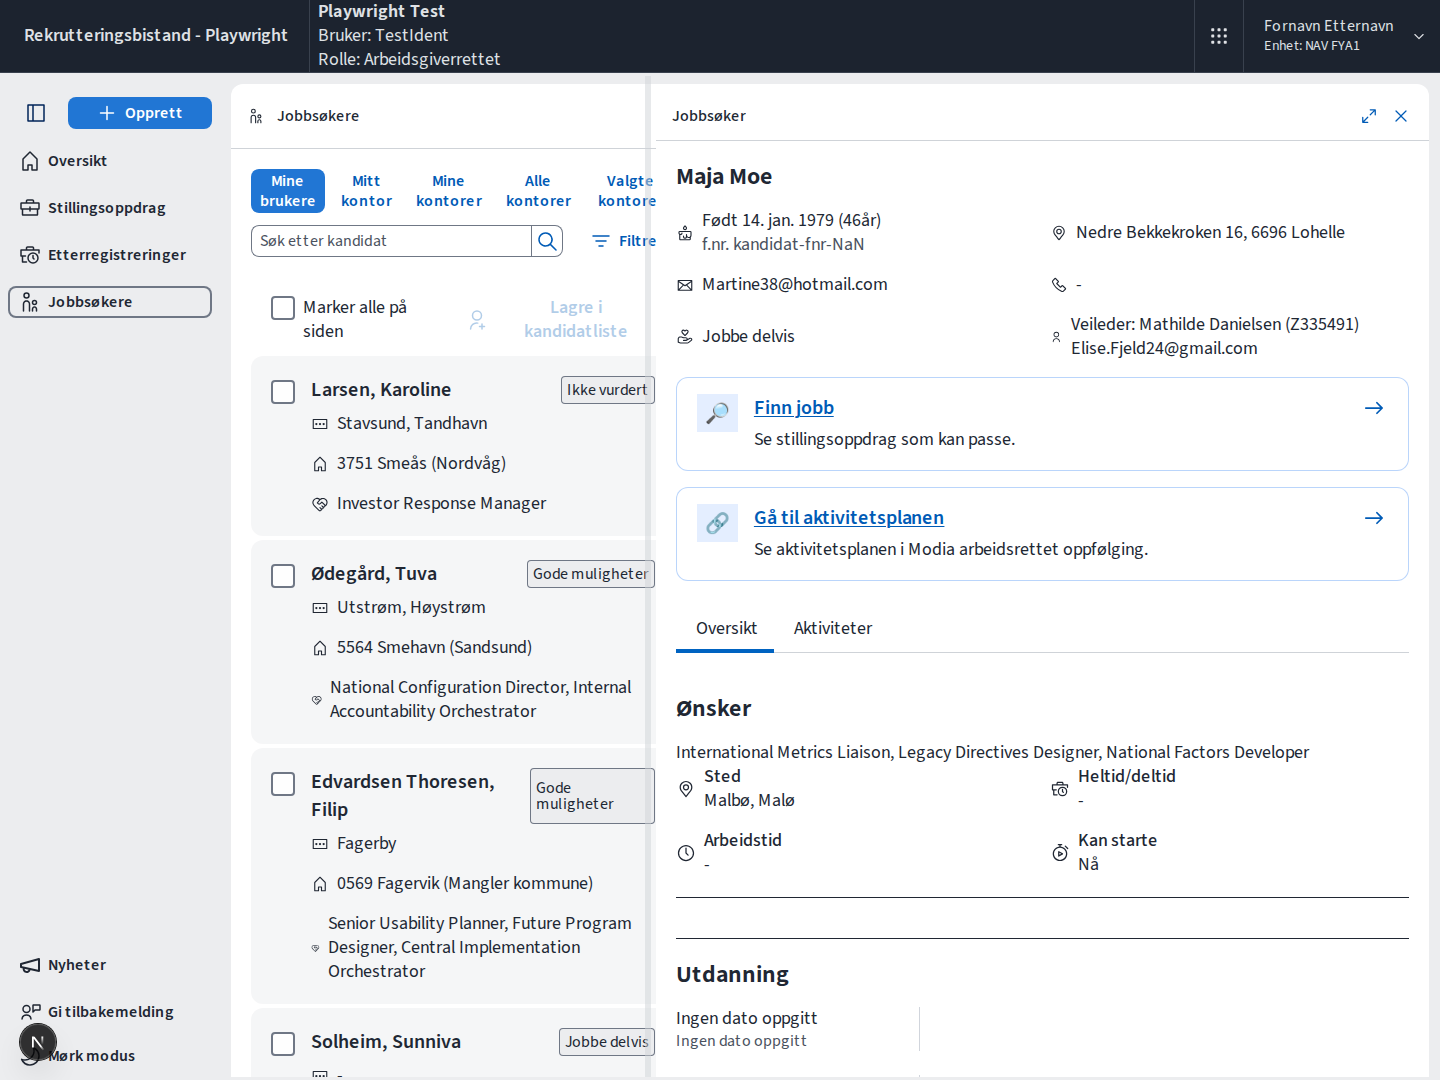 Rekrutteringsbistand - Playwright
Playwright Test
Bruker: TestIdent
Rolle: Arbeidsgiverrettet
Fornavn Etternavn
Enhet: NAV FYA1
Opprett
Oversikt
Stillingsoppdrag
Etterregistreringer
Jobbsøkere
Nyheter
Gi tilbakemelding
N
Mørk modus
Jobbsøkere
Mine brukere
Mitt kontor
Mine kontorer
Alle kontorer
Valgte kontore
Søk etter kandidat
Filtre
Marker alle på
siden
Lagre i
kandidatliste
Larsen, Karoline
Ikke vurdert
Stavsund, Tandhavn
3751 Smeås (Nordvåg)
Investor Response Manager
Ødegård, Tuva
Gode muligheter
Utstrøm, Høystrøm
5564 Smehavn (Sandsund)
National Configuration Director, Internal
Accountability Orchestrator
Edvardsen Thoresen,
Filip
Gode
muligheter
Fagerby
0569 Fagervik (Mangler kommune)
Senior Usability Planner, Future Program
Designer, Central Implementation
Orchestrator
Solheim, Sunniva
Jobbe delvis
-
Jobbsøker
Maja Moe
Født 14. jan. 1979 (46år)
f.nr. kandidat-fnr-NaN
Nedre Bekkekroken 16, 6696 Lohelle
Martine38@hotmail.com
-
Jobbe delvis
Veileder: Mathilde Danielsen (Z335491)
Elise.Fjeld24@gmail.com
Finn jobb
Se stillingsoppdrag som kan passe.
Gå til aktivitetsplanen
Se aktivitetsplanen i Modia arbeidsrettet oppfølging.
Oversikt
Aktiviteter
Ønsker
International Metrics Liaison, Legacy Directives Designer, National Factors Developer
Sted
Malbø, Malø
Heltid/deltid
-
Arbeidstid
-
Kan starte
Nå
Utdanning
Ingen dato oppgitt
Ingen dato oppgitt